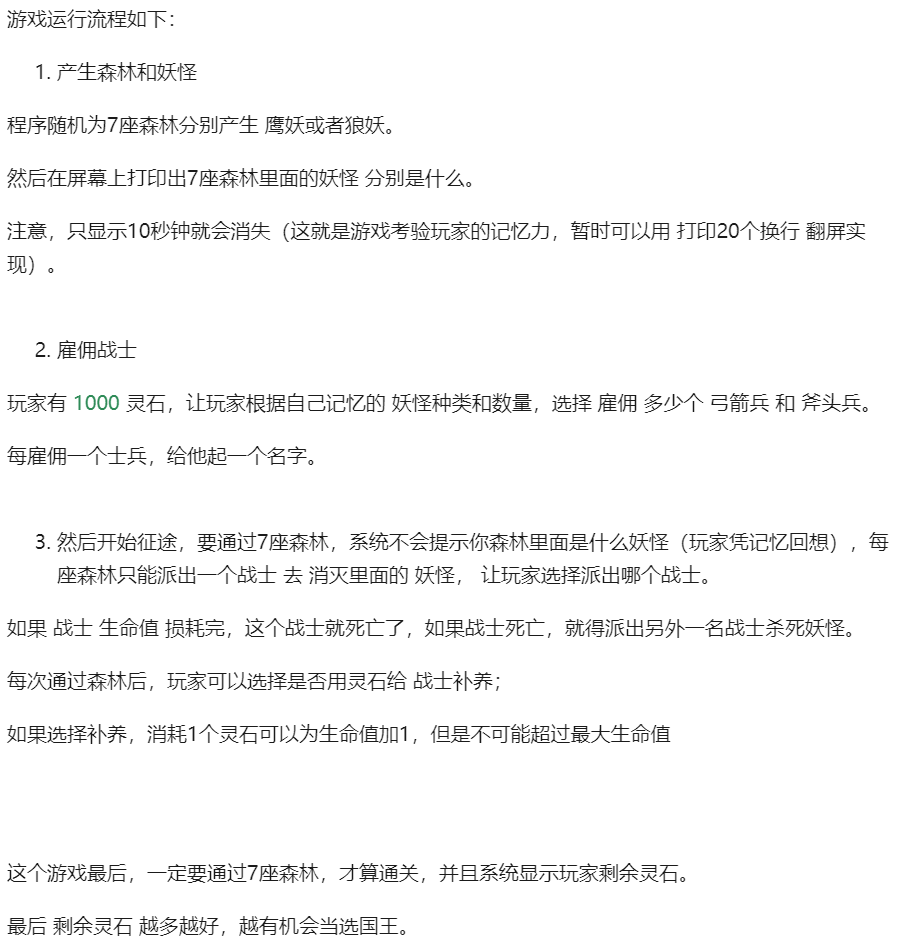 游戏运行流程如下：
1. 产生森林和妖怪
程序随机为7座森林分别产生 鹰妖或者狼妖。
然后在屏幕上打印出7座森林里面的妖怪 分别是什么。
注意，只显示10秒钟就会消失（这就是游戏考验玩家的记忆力，暂时可以用 打印20个换行 翻屏实
现）。
2. 雇佣战士
玩家有 1000 灵石，让玩家根据自己记忆的 妖怪种类和数量，选择 雇佣 多少个 弓箭兵 和 斧头兵。
每雇佣一个士兵，给他起一个名字。
3. 然后开始征途，要通过7座森林，系统不会提示你森林里面是什么妖怪（玩家凭记忆回想），每
座森林只能派出一个战士 去 消灭里面的 妖怪， 让玩家选择派出哪个战士。
如果 战士 生命值 损耗完，这个战士就死亡了，如果战士死亡，就得派出另外一名战士杀死妖怪。
每次通过森林后，玩家可以选择是否用灵石给 战士补养；
如果选择补养，消耗1个灵石可以为生命值加1，但是不可能超过最大生命值
这个游戏最后，一定要通过7座森林，才算通关，并且系统显示玩家剩余灵石。
最后 剩余灵石 越多越好，越有机会当选国王。